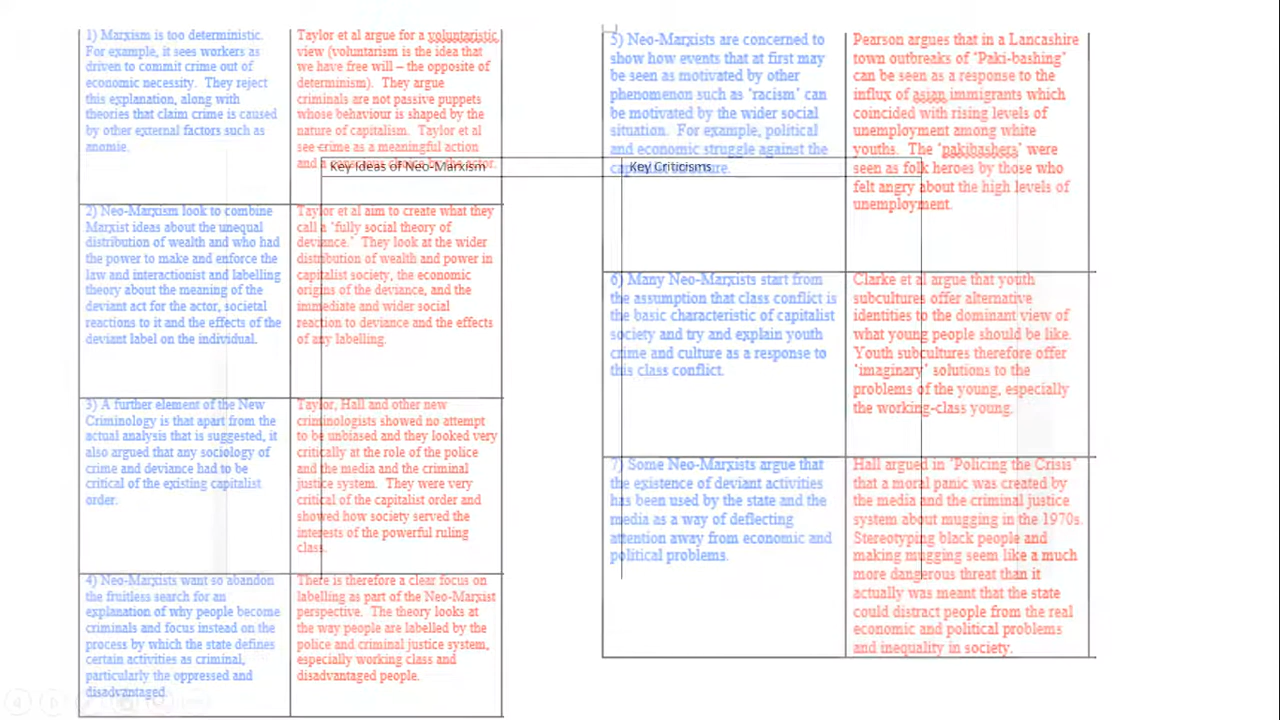 1) Marxism is too deterministic.
For example, it sees workers as
driven to commit crime out of
economic necessity. They reject
this explanation, along with
theories that claim crime is caused
by other external factors such as
anomie.
Taylor et al argue for a voluntaristic
view (voluntarism is the idea that
we have free will – the opposite of
determinism). They argue
criminals are not passive puppets
whose behaviour is shaped by the
nature of capitalism. Taylor et al
see crime as a meaningful action
and a conscious choice by the actor.
2) Neo-Marxism look to combine
Marxist ideas about the unequal
distribution of wealth and who had
the power to make and enforce the
law and interactionist and labelling
theory about the meaning of the
deviant act for the actor, societal
reactions to it and the effects of the
deviant label on the individual.
Taylor et al aim to create what they
call a ‘fully social theory of
deviance.’ They look at the wider
distribution of wealth and power in
capitalist society, the economic
origins of the deviance, and the
immediate and wider social
reaction to deviance and the effects
of any labelling.
3) A further element of the New
Criminology is that apart from the
actual analysis that is suggested, it
also argued that any sociology of
crime and deviance had to be
critical of the existing capitalist
order.
Taylor, Hall and other new
criminologists showed no attempt
to be unbiased and they looked very
critically at the role of the police
and the media and the criminal
justice system. They were very
critical of the capitalist order and
showed how society served the
interests of the powerful ruling
class.
4) Neo-Marxists want so abandon
the fruitless search for an
explanation of why people become
criminals and focus instead on the
process by which the state defines
certain activities as criminal,
particularly the oppressed and
disadvantaged
There is therefore a clear focus on
labelling as part of the Neo-Marxist
perspective. The theory looks at
the way people are labelled by the
police and criminal justice system,
especially working class and
disadvantaged people.
Key Ideas of Neo-Marxism
Key Criticisms
5) Neo-Marxists are concerned to
show how events that at first may
be seen as motivated by other
phenomenon such as ‘racism’ can
be motivated by the wider social
situation. For example, political
and economic struggle against the
Pearson argues that in a Lancashire
town outbreaks of ‘Paki-bashing’
can be seen as a response to the
influx of asian immigrants which
coincided with rising levels of
unemployment among white
youths. The ‘pakibashers’ were
seen as folk heroes by those who
felt angry about the high levels of
unemployment.
6) Many Neo-Marxists start from
the assumption that class conflict is
the basic characteristic of capitalist
society and try and explain youth
crime and culture as a response to
this class conflict.
Clarke et al argue that youth
subcultures offer alternative
identities to the dominant view of
what young people should be like.
Youth subcultures therefore offer
‘imaginary’ solutions to the
problems of the young, especially
the working-class young.
7) Some Neo-Marxists argue that
the existence of deviant activities
has been used by the state and the
media as a way of deflecting
attention away from economic and
political problems.
Hall argued in ‘Policing the Crisis’
that a moral panic was created by
the media and the criminal justice
system about mugging in the 1970s.
Stereotyping black people and
making mugging seem like a much
more dangerous threat than it
actually was meant that the state
could distract people from the real
economic and political problems
and inequality in society.